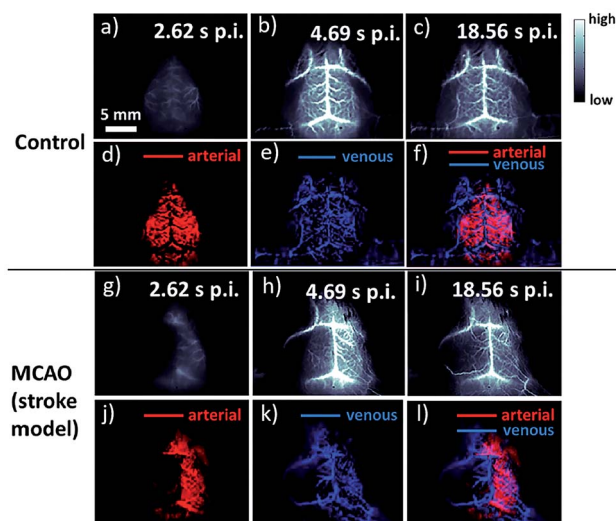 a) 2.62 s p.i. b) 4.69 s p.i. c) 18.56 s p.i. high
low
5 mm
Control
d) arterial e) venous f) arterial
venous
g) 2.62 s p.i. h) 4.69 s p.i. i) 18.56 s p.i.
MCAO
(stroke
model)
j) arterial k) venous l) arterial
venous